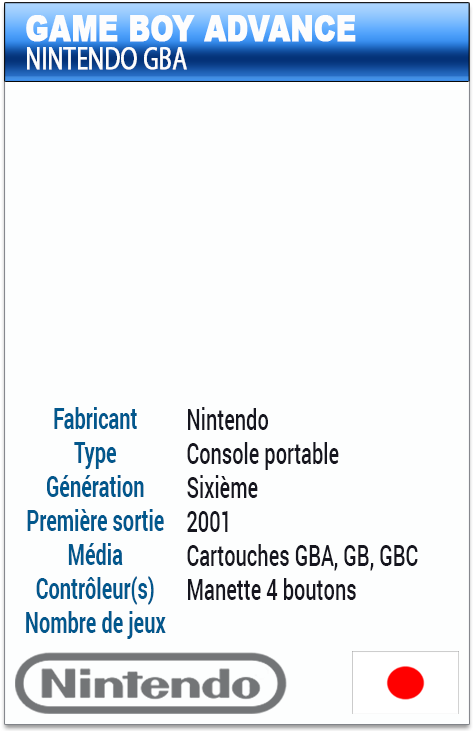 GAME BOY ADVANCE
NINTENDO GBA
Fabricant Nintendo
Type Console portable
Génération Sixième
Première sortie 2001
Média Cartouches GBA, GB, GBC
Contrôleur(s) Manette 4 boutons
Nombre de jeux
Nintendo